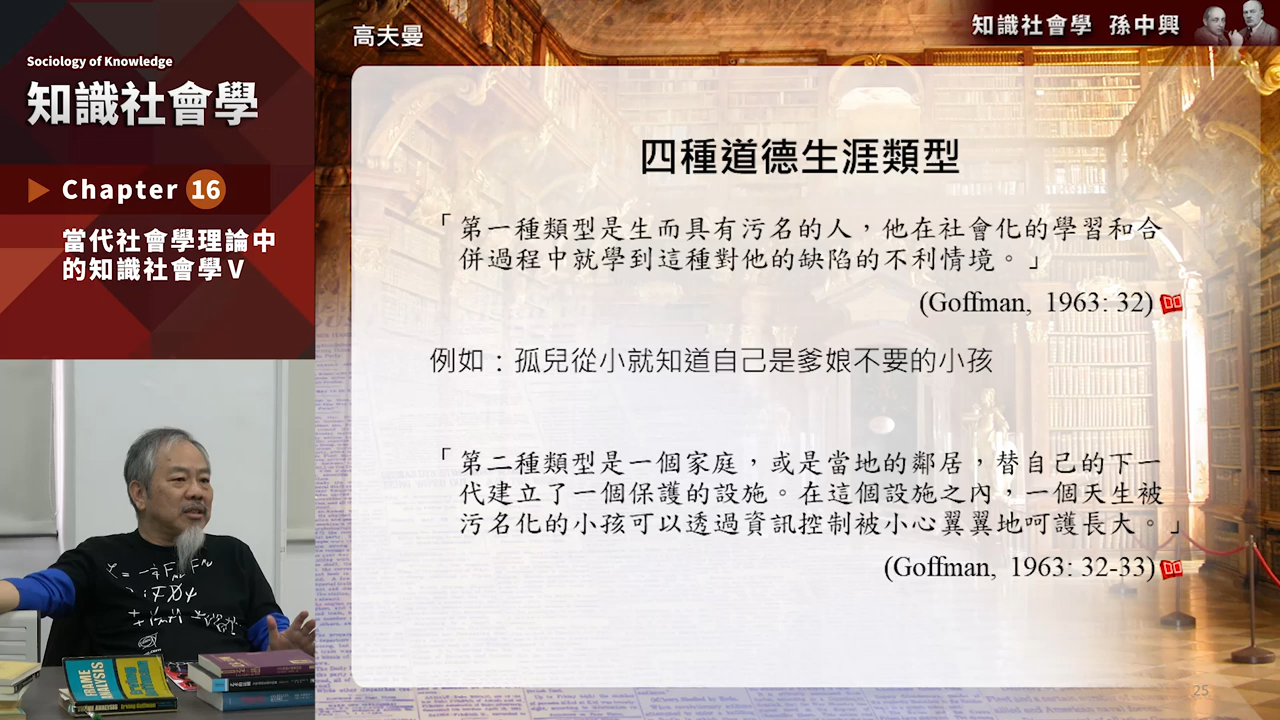 Sociology of Knowledge
知識社會學
Chapter 16
當代社會學理論中
的知識社會學 V
高夫曼
知識社會學 孫中興
四種道德生涯類型
「第一種類型是生而具有污名的人，他在社會化的學習和合
併過程中就學到這種對他的缺陷的不利情境。」
(Goffman, 1963: 32)
例如：孤兒從小就知道自己是爹娘不要的小孩
「第二種類型是一個家庭，或是當地的鄰居，替自己的下一
代建立了一個保護的設施。在這個設施之內，一個天生被
污名化的小孩可以透過資訊控制被小心翼翼地呵護長大。」
(Goffman, 1963: 32-33)
25
FRAME
ANALYSIS
Erving Goffman